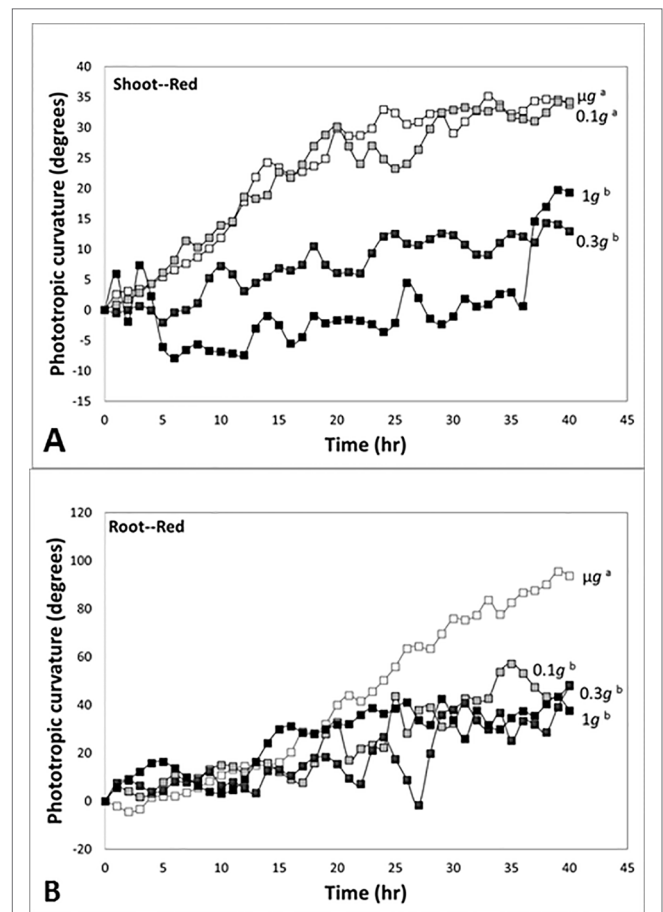 Shoot--Red
40
35
30
25
20
15
10
5
0
-5
-10
-15
Phototropic curvature (degrees)
μg a
0.1g a
1g b
0.3g b
0 5 10 15 20 25 30 35 40 45
Time (hr)
A
Root--Red
120
100
80
60
40
20
0
-20
Phototropic curvature (degrees)
μg a
0.1g b
0.3g b
1g b
0 5 10 15 20 25 30 35 40 45
Time (hr)
B